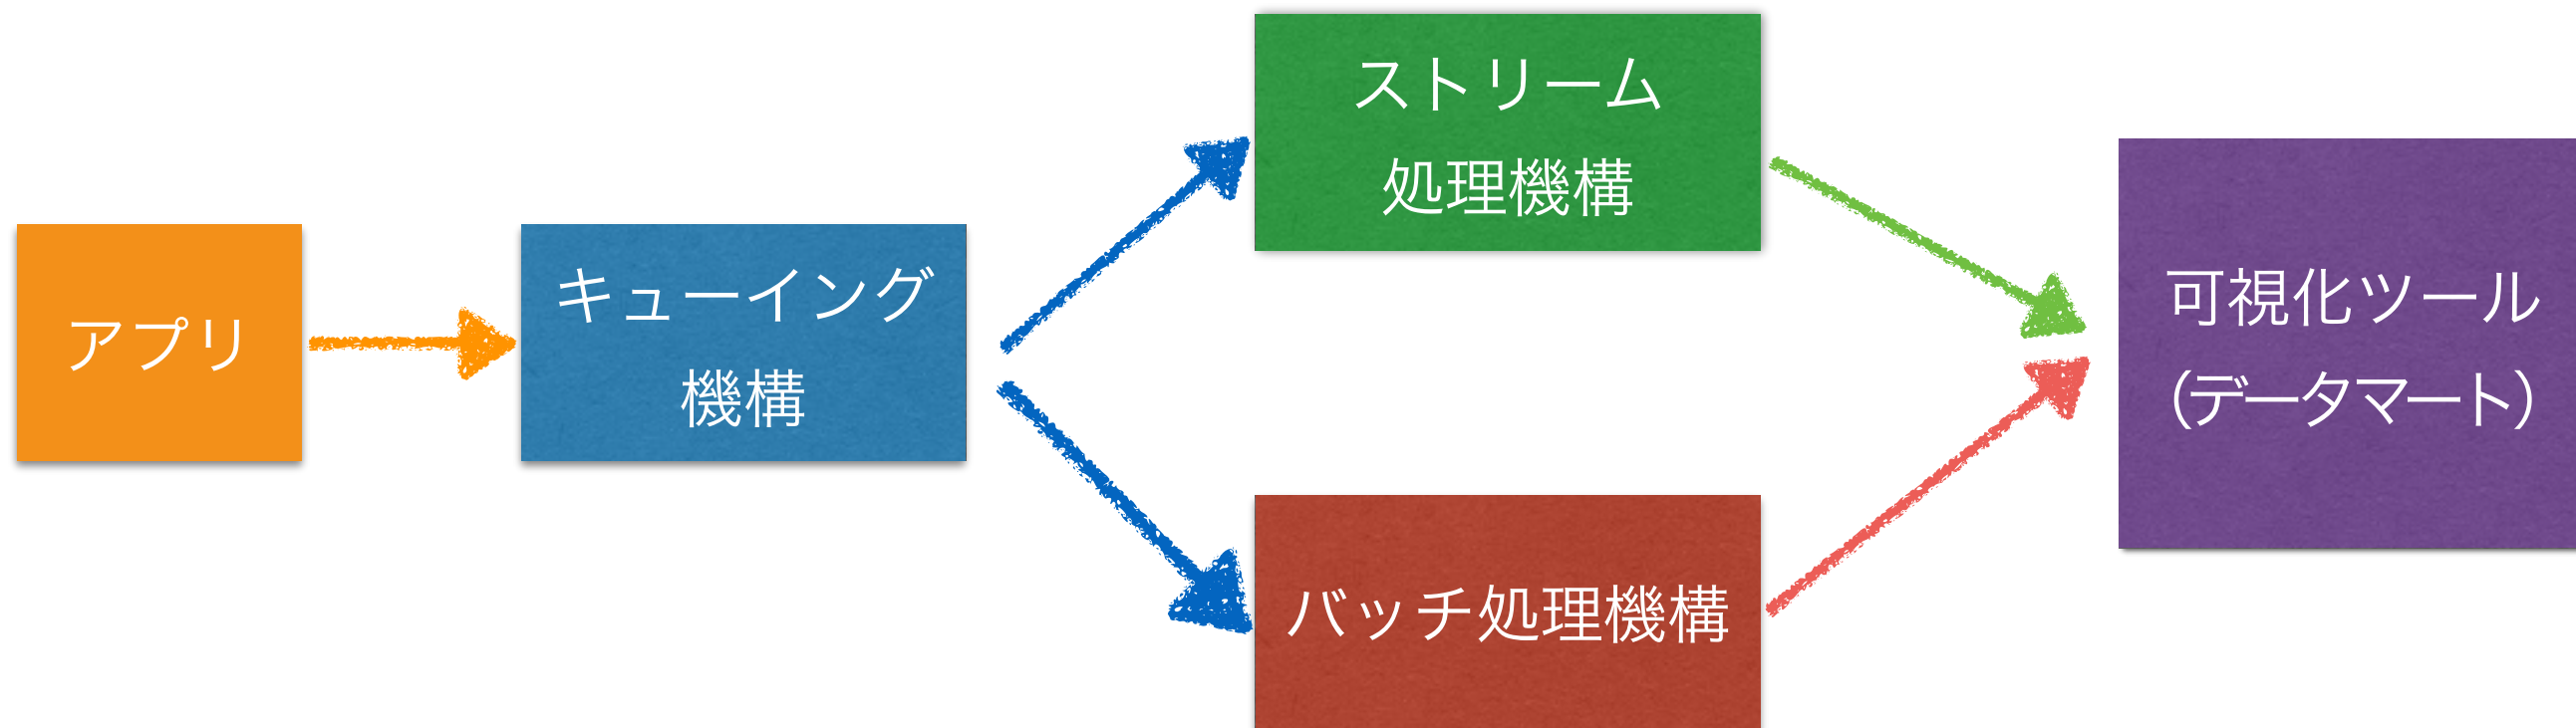 アプリ
キューイング
機構
ストリーム
処理機構
バッチ処理機構
可視化ツール
（データマート）